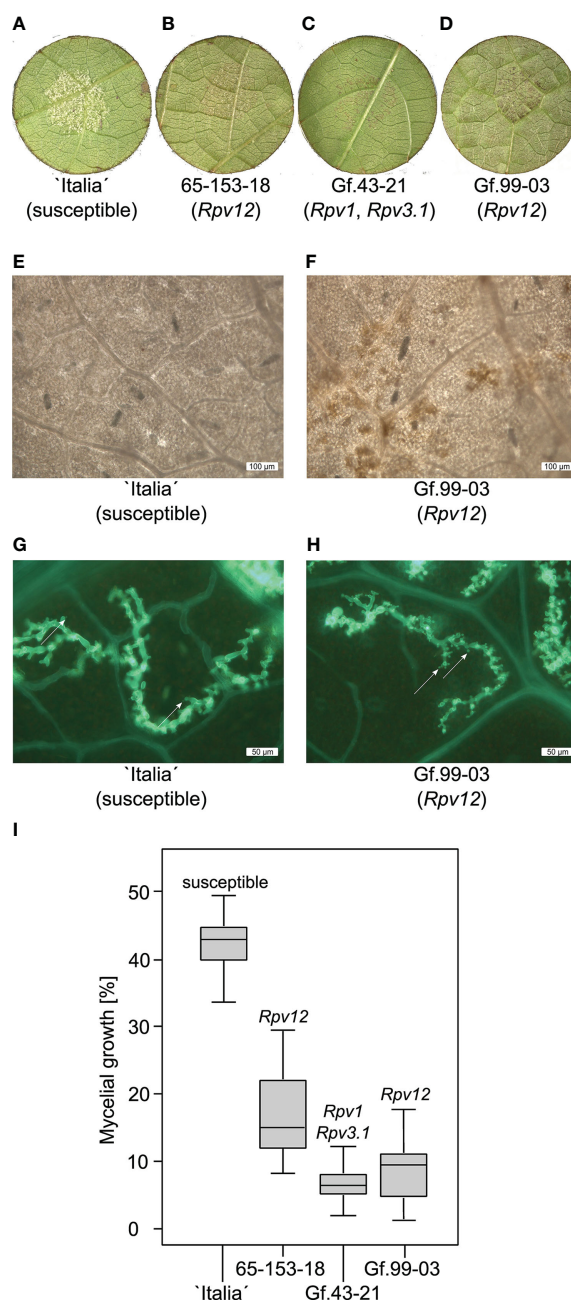 A
B
C
D
`Italia´
(susceptible)
65-153-18
(Rpv12)
Gf.43-21
(Rpv1, Rpv3.1)
Gf.99-03
(Rpv12)
E
F
100 µm
100 µm
`Italia´
(susceptible)
Gf.99-03
(Rpv12)
G
H
50 µm
50 µm
`Italia´
(susceptible)
Gf.99-03
(Rpv12)
I
Mycelial growth [%]
50
40
30
20
10
0
susceptible
Rpv12
Rpv1
Rpv3.1
Rpv12
`Italia´
65-153-18
Gf.43-21
Gf.99-03